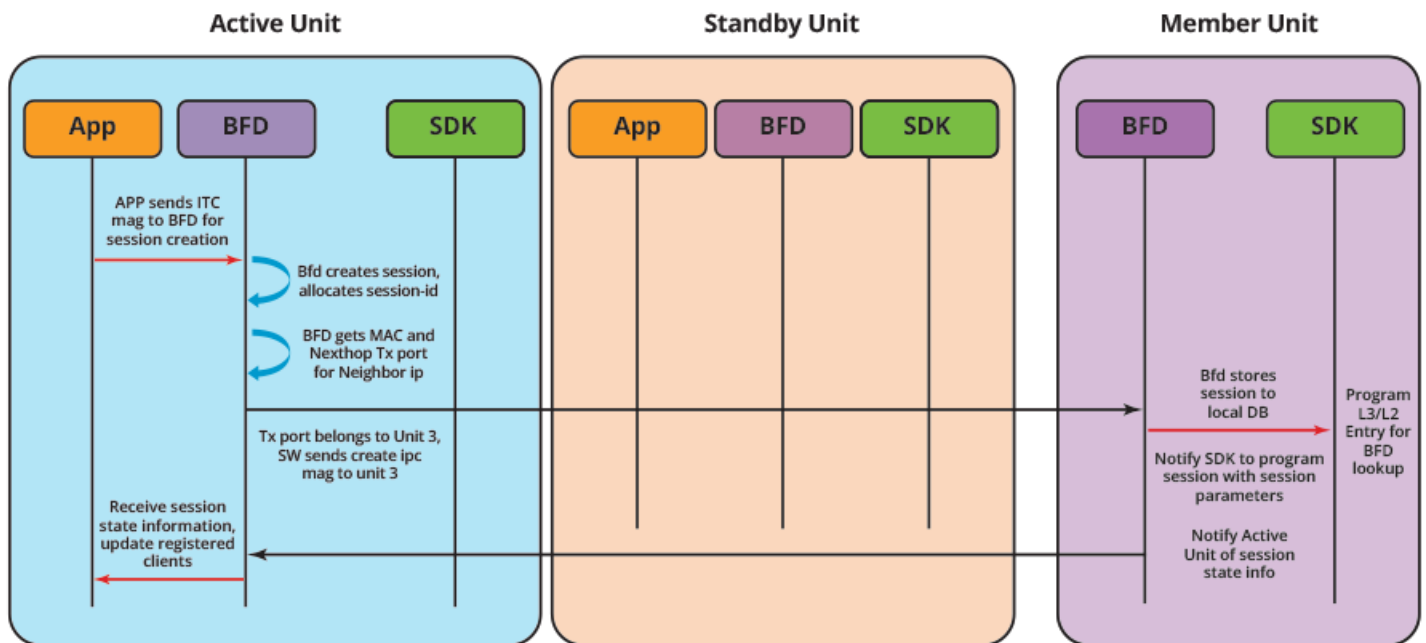 Active Unit
Standby Unit
Member Unit
App
BFD
SDK
App
BFD
SDK
BFD
SDK
APP sends ITC
mag to BFD for
session creation
Bfd creates session,
allocates session-id
BFD gets MAC and
Nexthop Tx port
for Neighbor ip
Tx port belongs to Unit 3,
SW sends create ipc
mag to unit 3
Receive session
state information,
update registered
clients
Bfd stores
session to
local DB
Notify SDK to program
session with session
parameters
Program
L3/L2
Entry for
BFD
lookup
Notify Active
Unit of session
state info